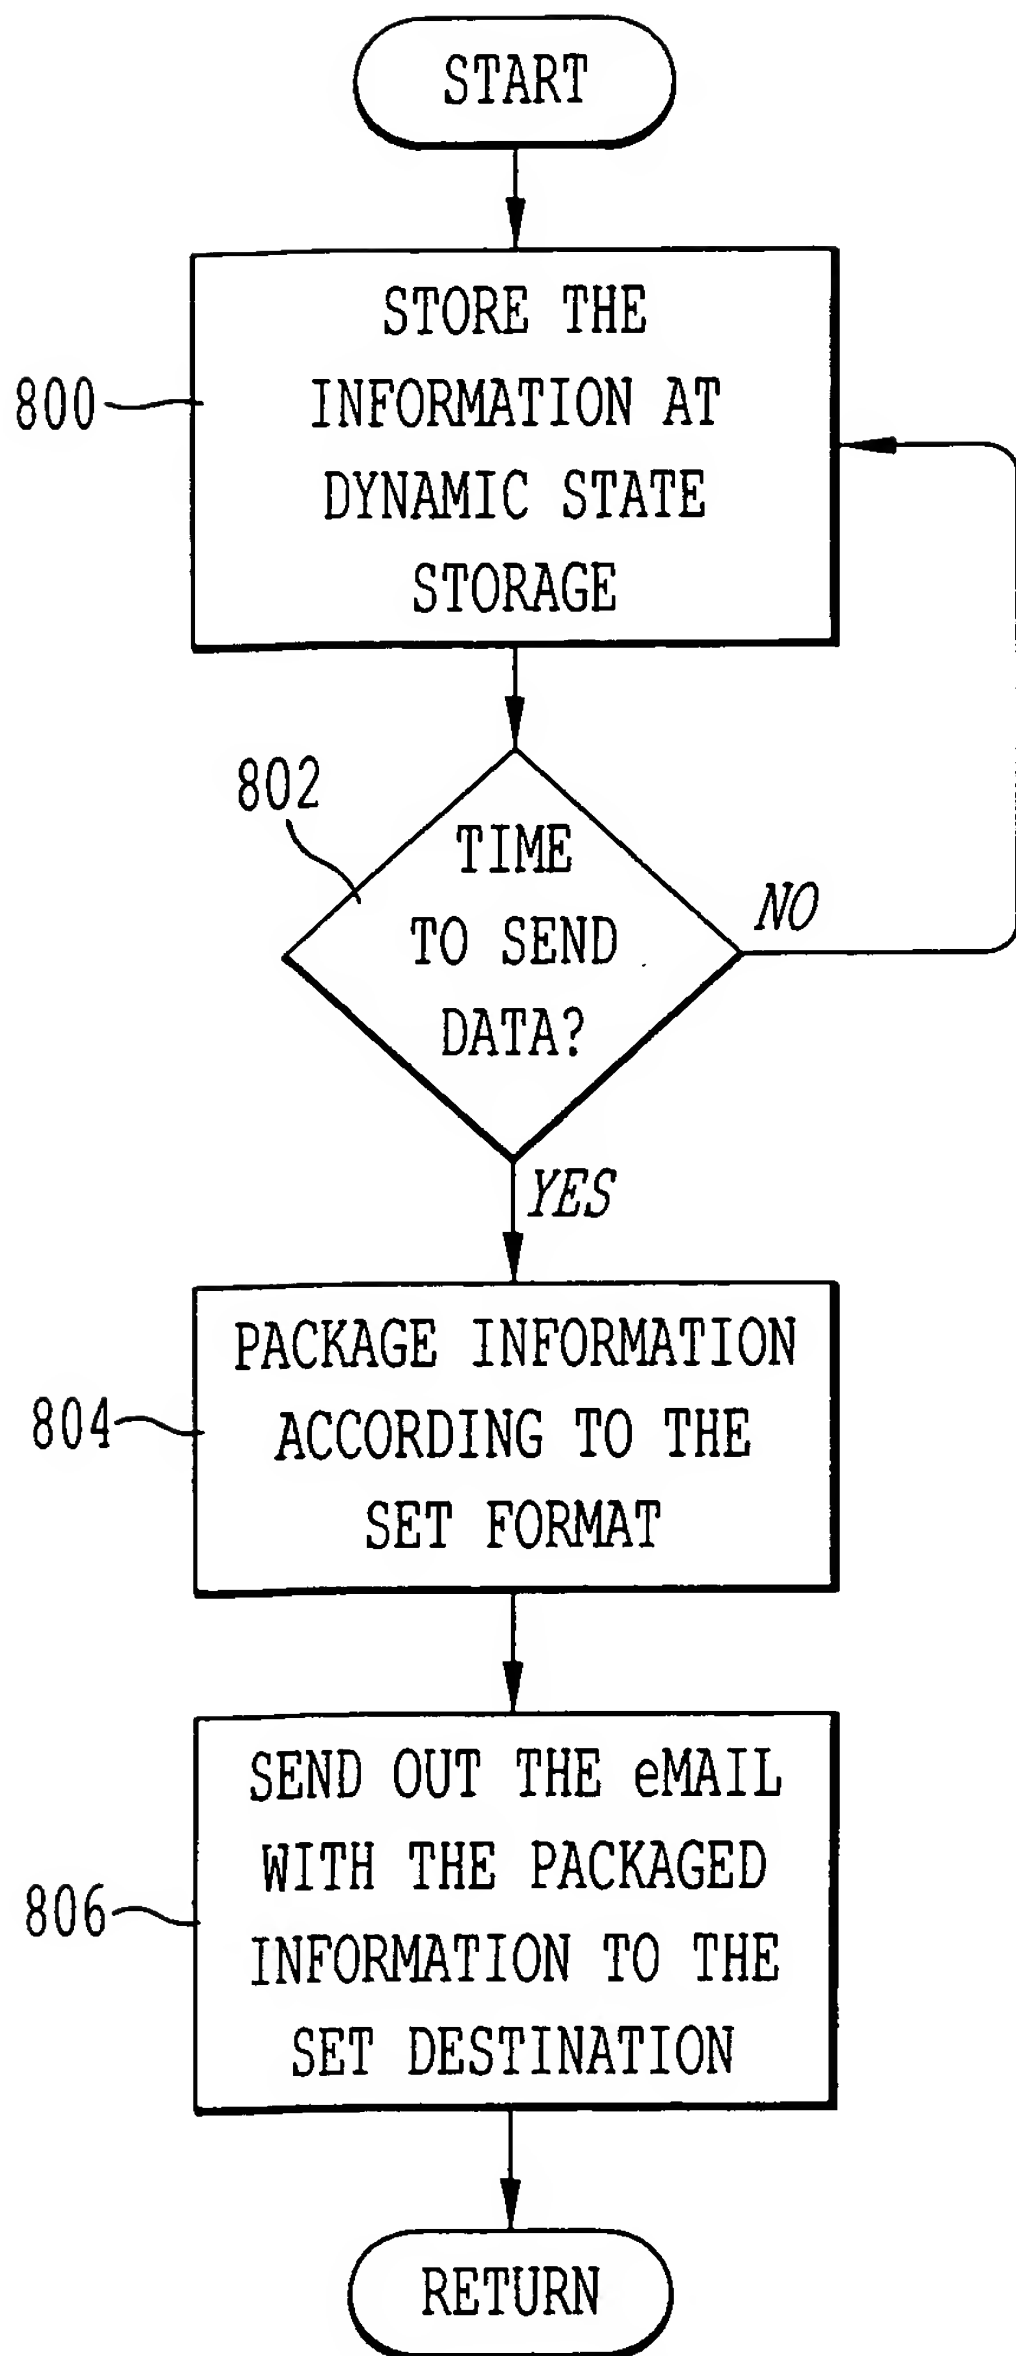 START
STORE THE
INFORMATION AT
DYNAMIC STATE
STORAGE
800
802
TIME
TO SEND
DATA?
NO
YES
PACKAGE INFORMATION
ACCORDING TO THE
SET FORMAT
804
SEND OUT THE eMAIL
WITH THE PACKAGED
INFORMATION TO THE
SET DESTINATION
806
RETURN